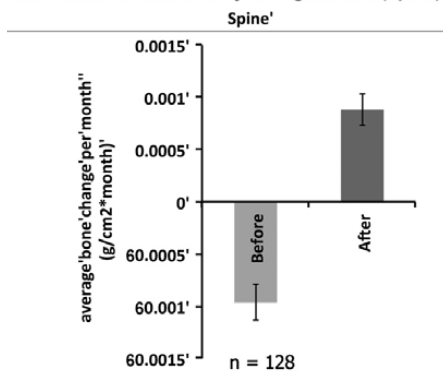 Spine'
average'bone'change'per'month''
(g/cm2*month)'
0.0015'
0.001'
0.0005'
0'
60.0005'
60.001'
60.0015'
Before
After
n = 128